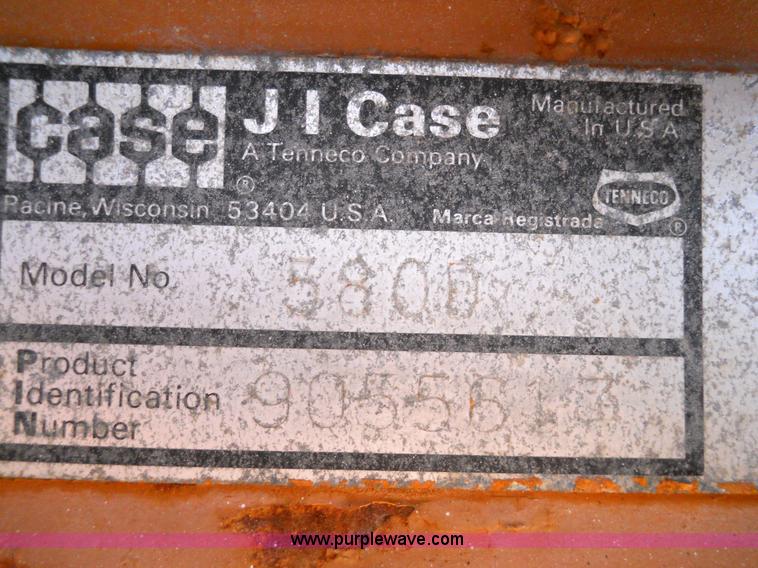 case
J I Case
Manufactured
In U.S.A
A Tenneco Company
®
TENNECO
®
Racine, Wisconsin 53404 U.S.A. Marca Registrada
Model No 580D
Product
Identification
Number
9055613
www.purplewave.com